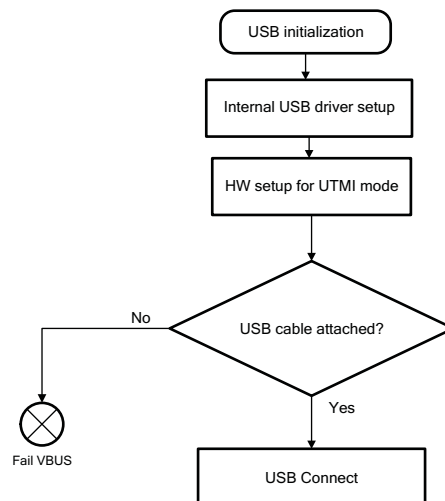 USB initialization
Internal USB driver setup
HW setup for UTMI mode
USB cable attached?
No
Yes
Fail VBUS
USB Connect